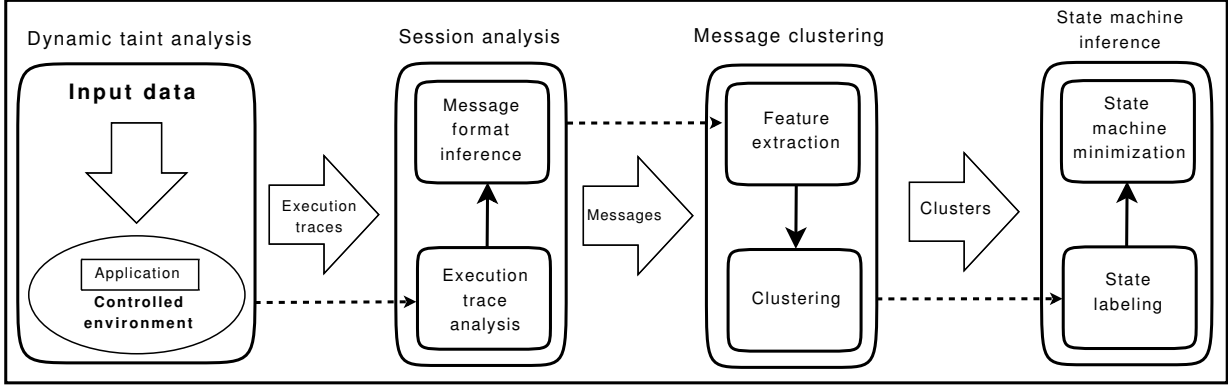 Dynamic taint analysis
Input data
Application
Controlled
environment
Execution
traces
Session analysis
Message
format
inference
Execution
trace
analysis
Messages
Message clustering
Feature
extraction
Clustering
Clusters
State machine
inference
State
machine
minimization
State
labeling